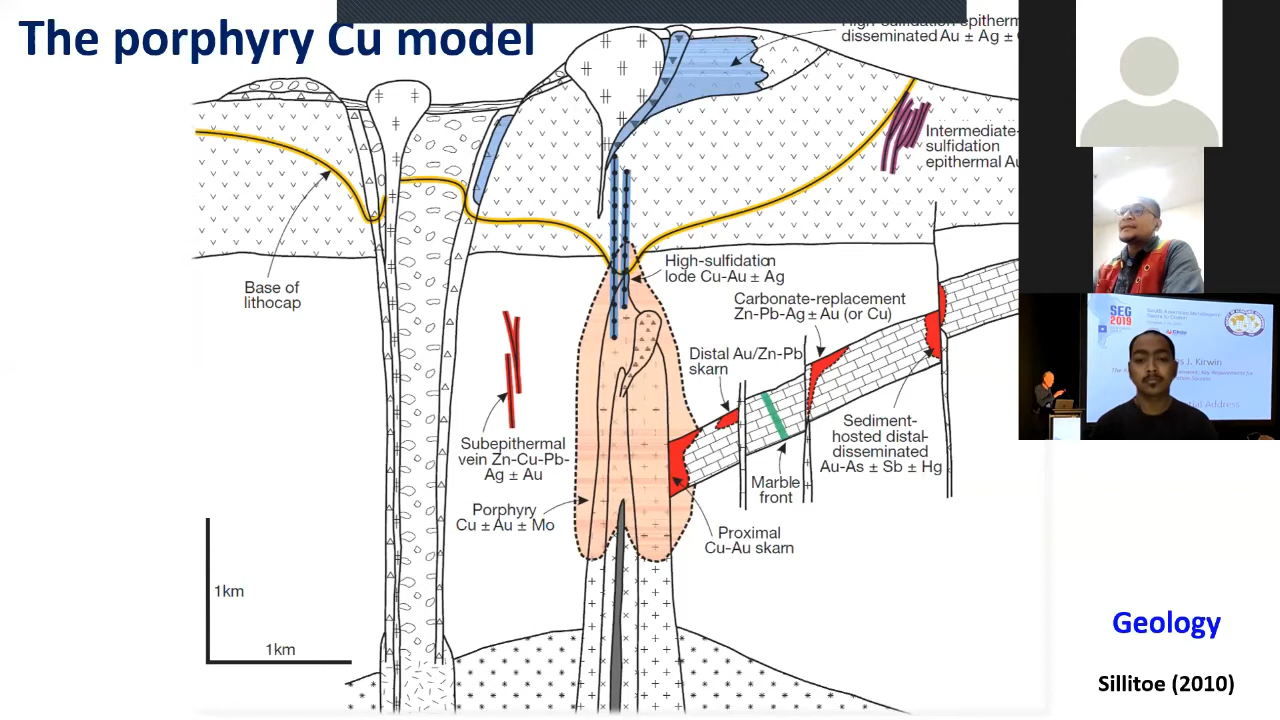 The porphyry Cu model
High-sulfidation
disseminated Au ± Ag ±
Intermediate-
sulfidation
epithermal Au
Base of
lithocap
High-sulfidation
lode Cu-Au ± Ag
Carbonate-replacement
Zn-Pb-Ag ± Au (or Cu)
Distal Au/Zn-Pb
skarn
Subepithermal
vein Zn-Cu-Pb-
Ag ± Au
Porphyry
Cu ± Au ± Mo
Marble
front
Sediment-
hosted distal-
disseminated
Au-As ± Sb ± Hg
Proximal
Cu-Au skarn
1km
1km
Geology
Sillitoe (2010)
SEG
2019
J. Kirwin
Address